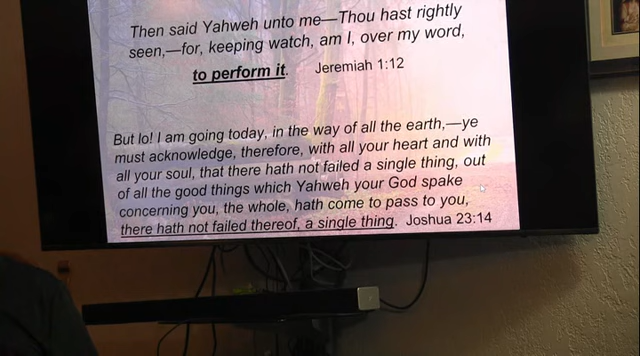 Then said Yahweh unto me—Thou hast rightly
seen,—for, keeping watch, am I, over my word,
to perform it. Jeremiah 1:12
But lo! I am going today, in the way of all the earth,—ye
must acknowledge, therefore, with all your heart and with
all your soul, that there hath not failed a single thing, out
of all the good things which Yahweh your God spake
concerning you, the whole, hath come to pass to you,
there hath not failed thereof, a single thing. Joshua 23:14